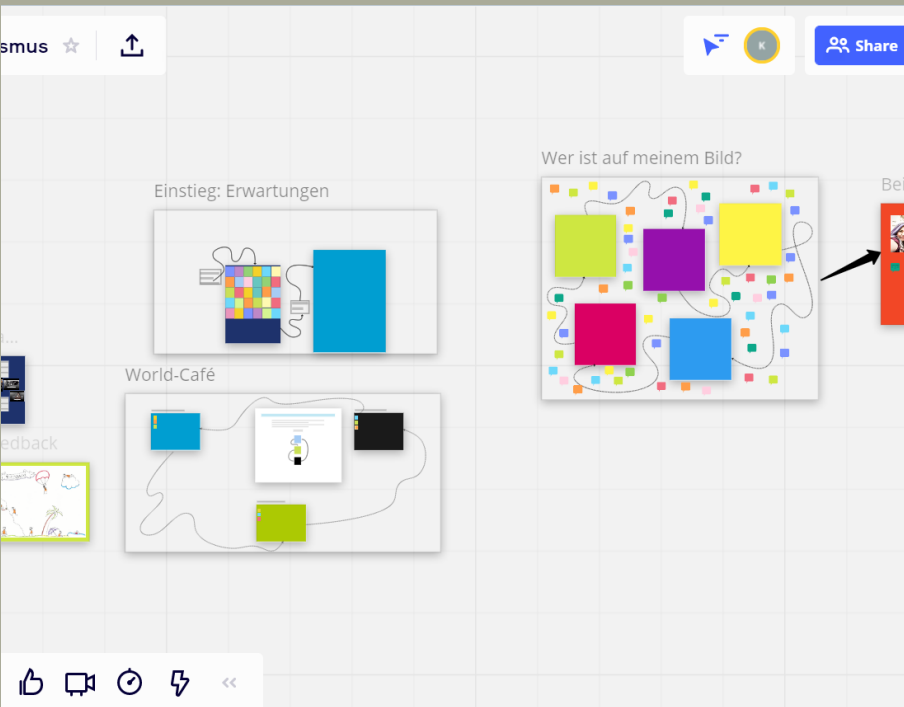 smus
K
Share
Wer ist auf meinem Bild?
Einstieg: Erwartungen
Bei
World-Café
a...
edback